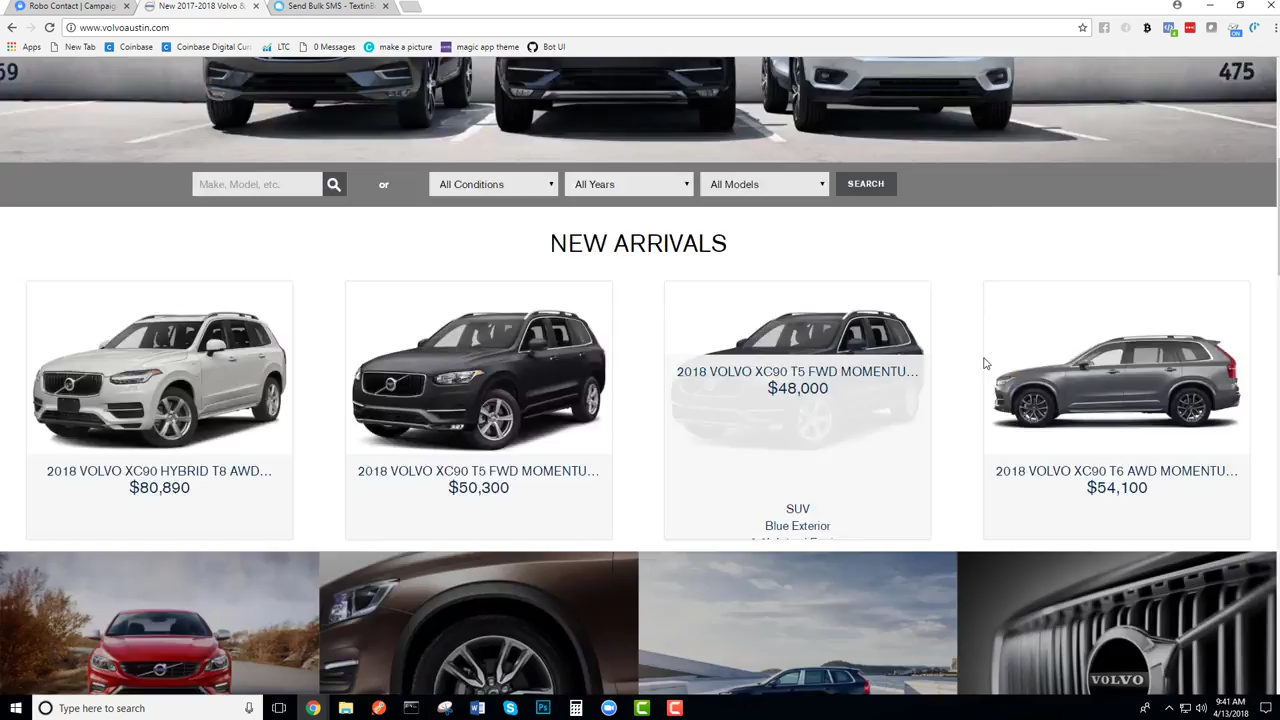 Robo Contact | Campaig
New 2017-2018 Volvo &
Send Bulk SMS - TextinB
www.volvoaustin.com
Apps
New Tab
Coinbase
Coinbase Digital Cur
LTC
0 Messages
make a picture
magic app theme
Bot UI
ON
69
475
Make, Model, etc.
or
All Conditions
All Years
All Models
SEARCH
NEW ARRIVALS
2018 VOLVO XC90 HYBRID T8 AWD...
$80,890
2018 VOLVO XC90 T5 FWD MOMENTU...
$50,300
2018 VOLVO XC90 T5 FWD MOMENTU...
$48,000
SUV
Blue Exterior
2018 VOLVO XC90 T6 AWD MOMENTU...
$54,100
VOLVO
Type here to search
9:41 AM
4/13/2018